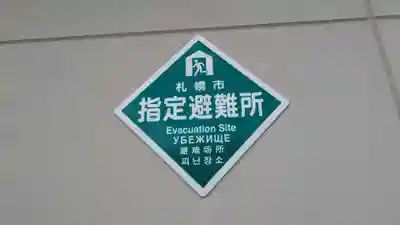 札幌市
指定避難所
Evacuation Site
УБЕЖИЩЕ
避难场所
피난장소